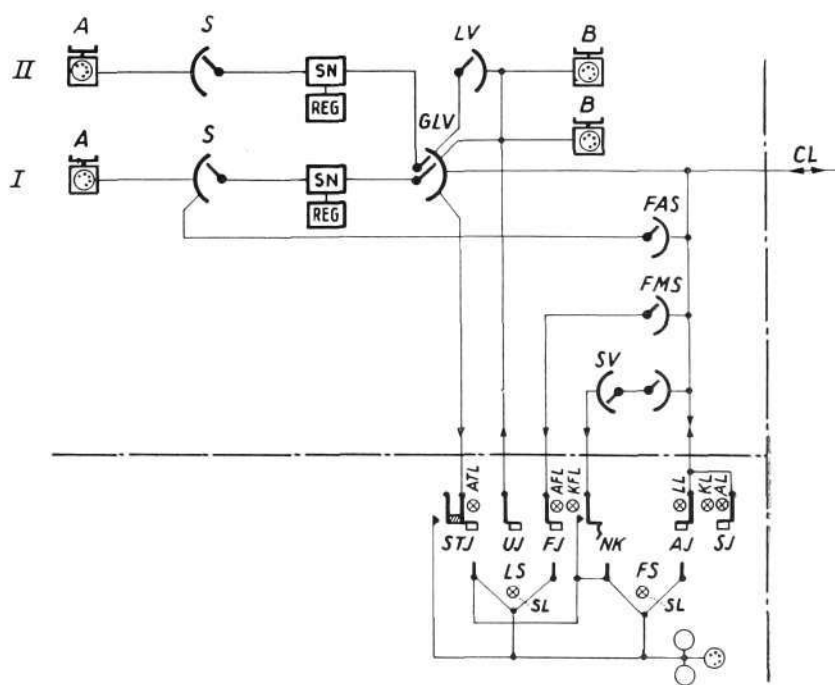 A S LV B
II SN
REG
GLV B
A S
I SN CL
REG
FAS
FMS
SV
ATL AFL KFL LL KL AL
STJ UJ FJ NK AJ SJ
LS FS
SL SL